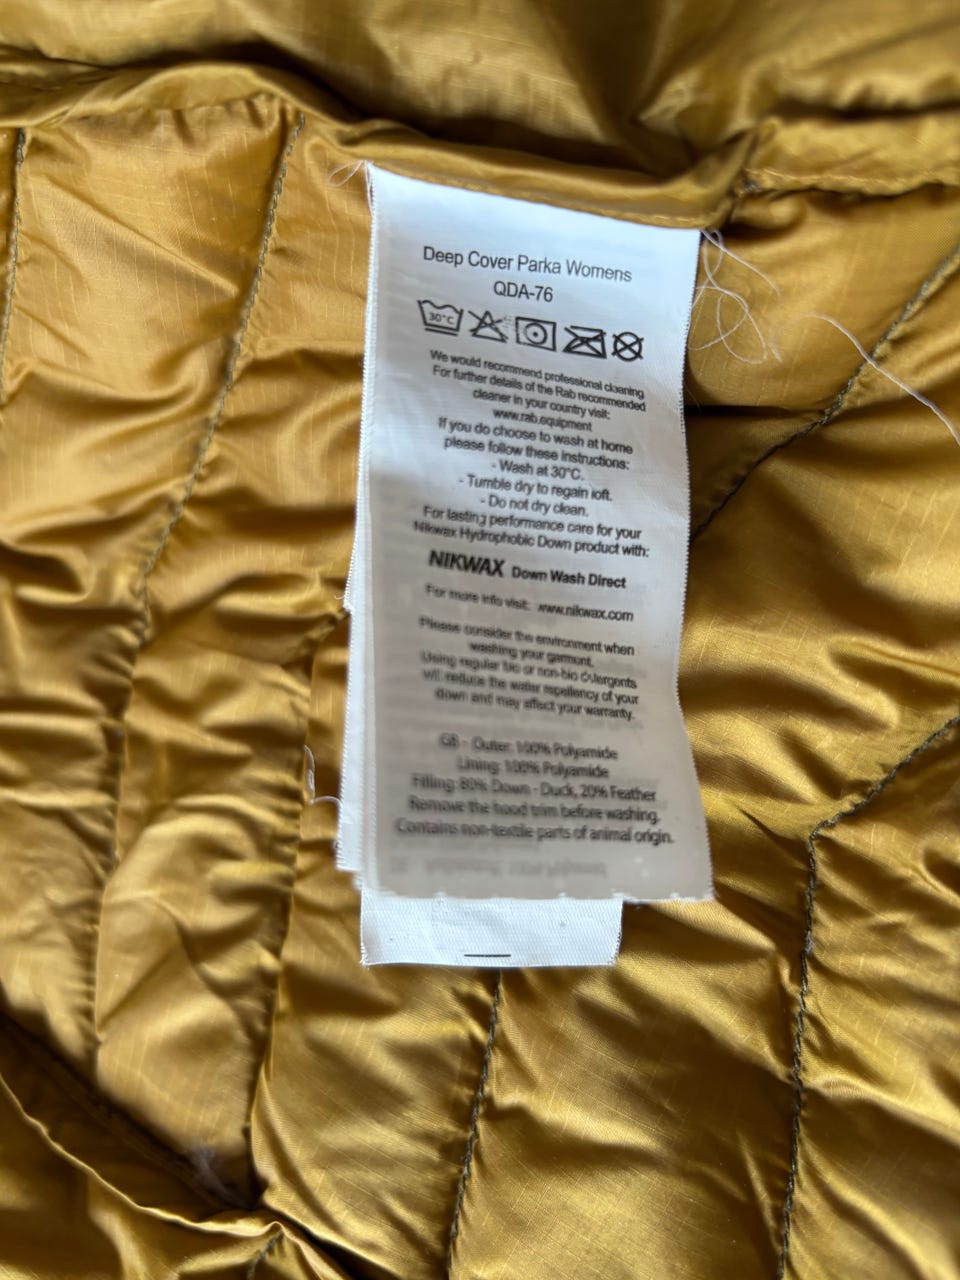 Deep Cover Parka Womens
QDA-76
30°C
We would recommend professional cleaning
For further details of the Rab recommended
cleaner in your country visit:
www.rab.equipment
If you do choose to wash at home
please follow these instructions:
- Wash at 30°C.
- Tumble dry to regain loft.
- Do not dry clean.
For lasting performance care for your
Nikwax Hydrophobic Down product with:
NIKWAX Down Wash Direct
For more info visit: www.nikwax.com
Please consider the environment when
washing your garment.
Using regular bio or non-bio detergents
will reduce the water repellency of your
down and may affect your warranty.
GB - Outer: 100% Polyamide
Lining: 100% Polyamide
Filling: 80% Down - Duck, 20% Feather
Remove the hood trim before washing.
Contains non-textile parts of animal origin.